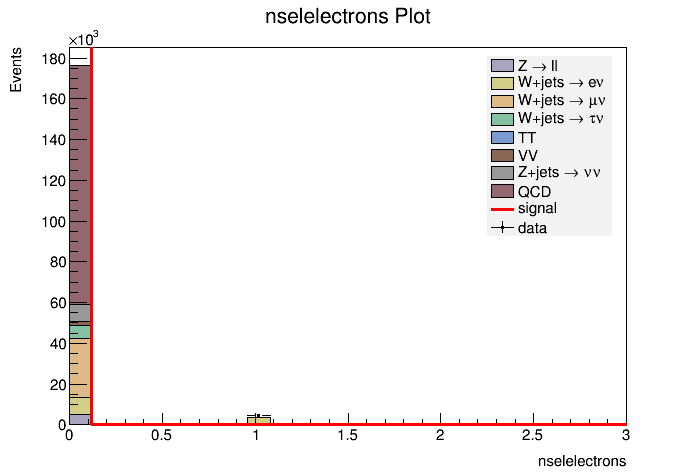 nselelectrons Plot
×10³
Events
180
160
140
120
100
80
60
40
20
0
0 0.5 1 1.5 2 2.5 3
nselelectrons
Z → ll
W+jets → eν
W+jets → μν
W+jets → τν
TT
VV
Z+jets → νν
QCD
signal
data